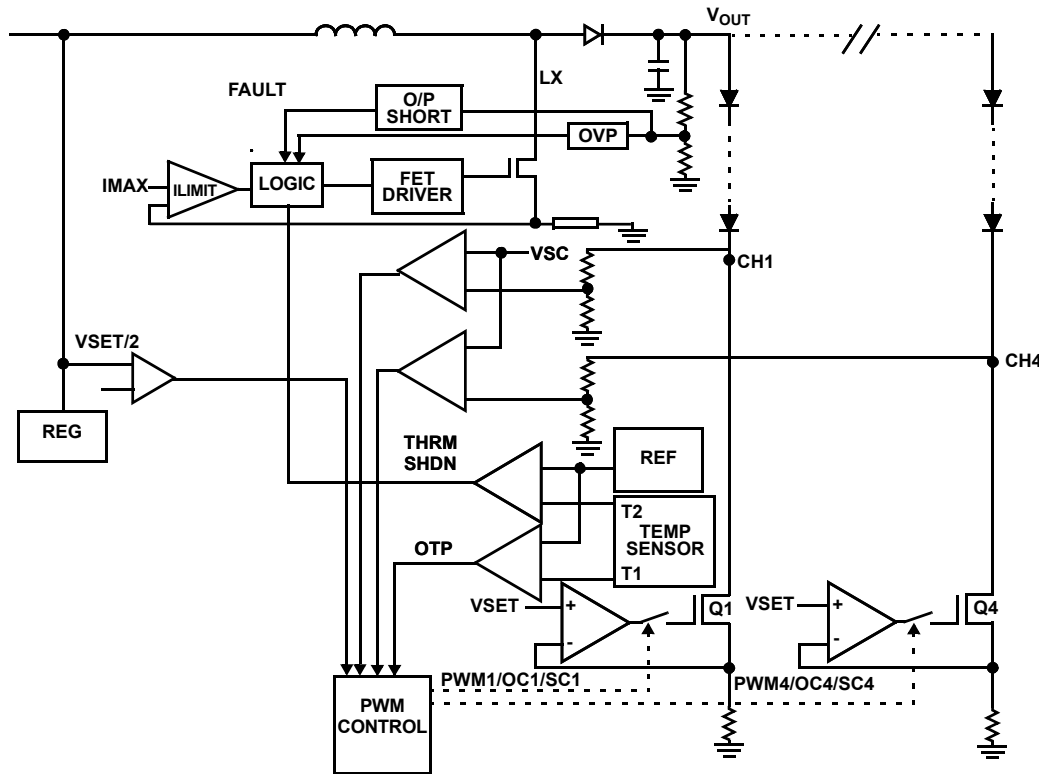 VOUT
LX
FAULT
O/P
SHORT
OVP
IMAX
ILIMIT
LOGIC
FET
DRIVER
VSC
CH1
VSET/2
CH4
REG
THRM
SHDN
REF
T2
TEMP
SENSOR
OTP
T1
VSET
+
-
Q1
VSET
+
-
Q4
PWM1/OC1/SC1
PWM4/OC4/SC4
PWM
CONTROL